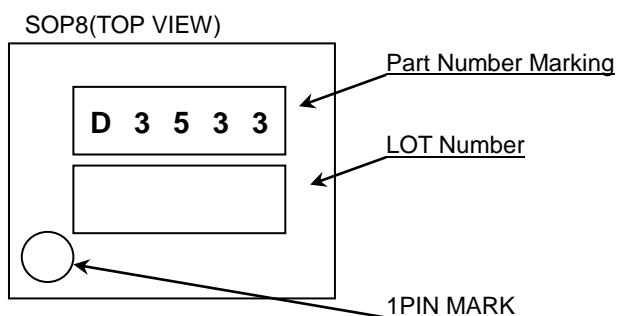 SOP8(TOP VIEW)
Part Number Marking
D 3 5 3 3
LOT Number
1PIN MARK